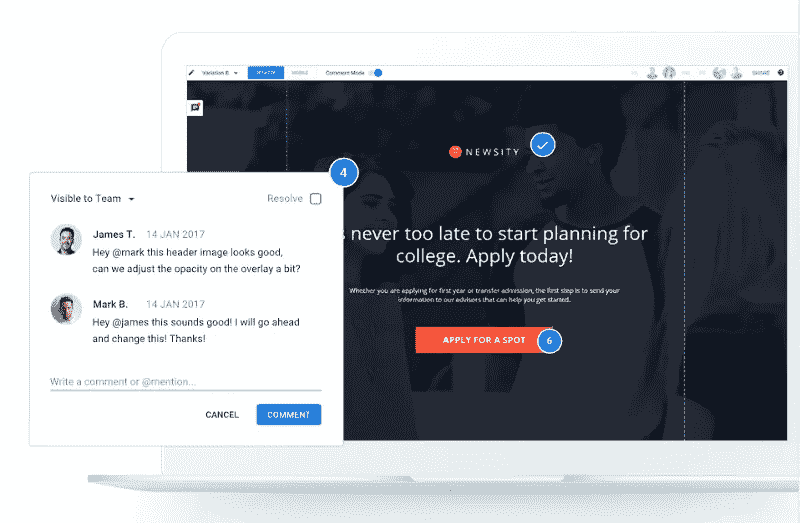 Variation B
DESKTOP
MOBILE
Comment Mode
SHARE
NEWSITY
4
Visible to Team
Resolve
James T. 14 JAN 2017
Hey @mark this header image looks good,
can we adjust the opacity on the overlay a bit?
Mark B. 14 JAN 2017
Hey @james this sounds good! I will go ahead
and change this! Thanks!
Write a comment or @mention...
CANCEL
COMMENT
s never too late to start planning for
college. Apply today!
Whether you are applying for first year or transfer admission, the first step is to send your
information to our advisors that can help you get started.
APPLY FOR A SPOT
6